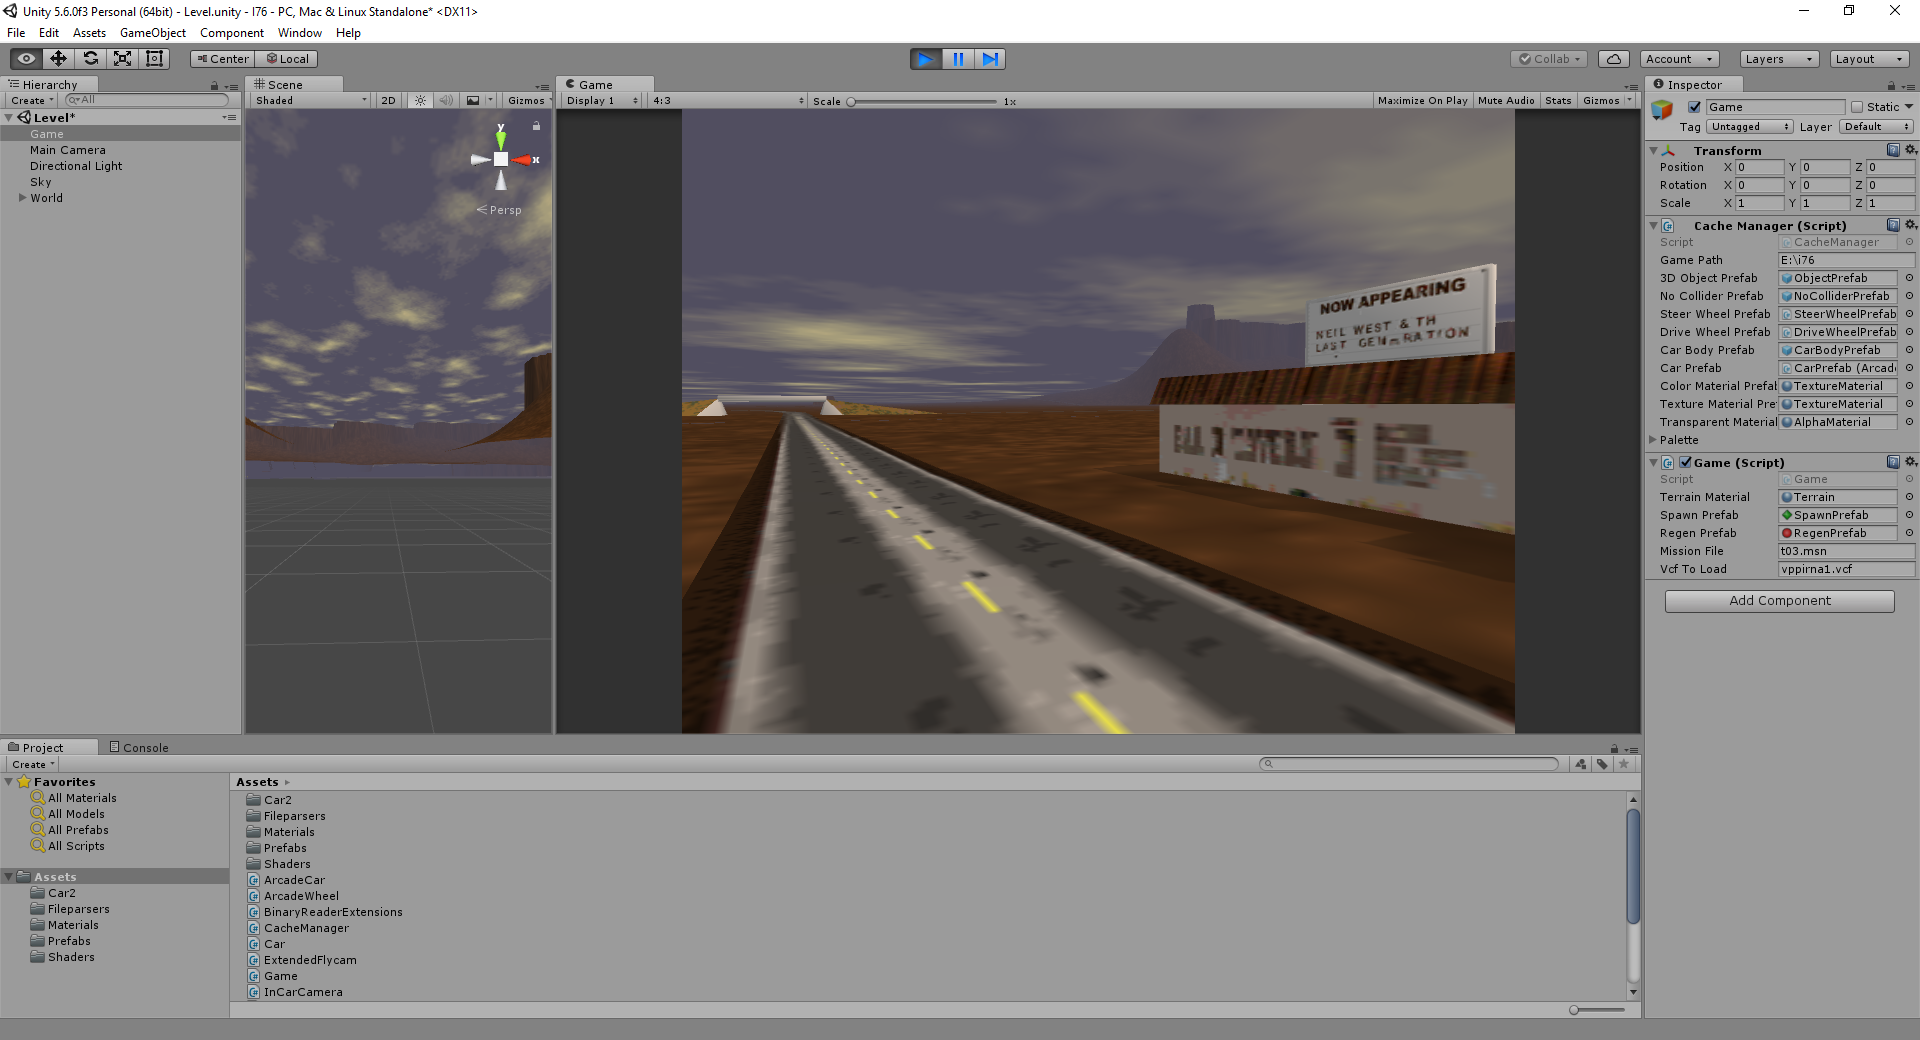 Unity 5.6.0f3 Personal (64bit) - Level.unity - I76 - PC, Mac & Linux Standalone* <DX11>
File Edit Assets GameObject Component Window Help
Center Local
Collab Account Layers Layout
Hierarchy
Create All
Level*
Game
Main Camera
Directional Light
Sky
World
Scene
Shaded 2D Gizmos
y
x
Persp
Game
Display 1 4:3 Scale 1x Maximize On Play Mute Audio Stats Gizmos
NOW APPEARING
NEIL WEST & TH
LAST GENERATION
Inspector
Game Static
Tag Untagged Layer Default
Transform
Position X 0 Y 0 Z 0
Rotation X 0 Y 0 Z 0
Scale X 1 Y 1 Z 1
Cache Manager (Script)
Script CacheManager
Game Path E:\i76
3D Object Prefab ObjectPrefab
No Collider Prefab NoColliderPrefab
Steer Wheel Prefab SteerWheelPrefab
Drive Wheel Prefab DriveWheelPrefab
Car Body Prefab CarBodyPrefab
Car Prefab CarPrefab (Arcad
Color Material Prefal TextureMaterial
Texture Material Pre TextureMaterial
Transparent Material AlphaMaterial
Palette
Game (Script)
Script Game
Terrain Material Terrain
Spawn Prefab SpawnPrefab
Regen Prefab RegenPrefab
Mission File t03.msn
Vcf To Load vppirna1.vcf
Add Component
Project Console
Create
Favorites
All Materials
All Models
All Prefabs
All Scripts
Assets
Car2
Fileparsers
Materials
Prefabs
Shaders
Assets
Car2
Fileparsers
Materials
Prefabs
Shaders
ArcadeCar
ArcadeWheel
BinaryReaderExtensions
CacheManager
Car
ExtendedFlycam
Game
InCarCamera